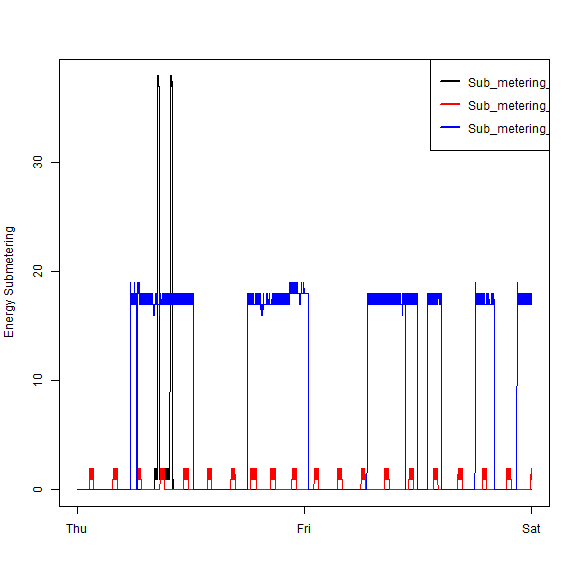 Sub_metering_
Sub_metering_
Sub_metering_
Energy Submetering
30
20
10
0
Thu
Fri
Sat